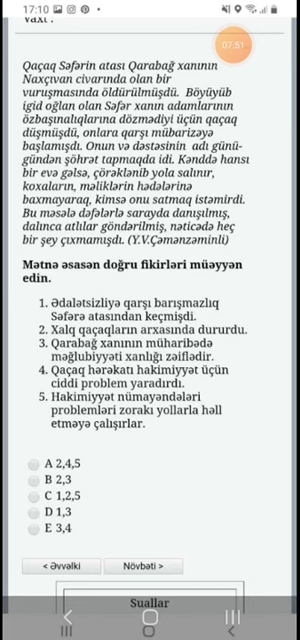 17:10
Vaxt :
07:51
Qaçaq Səfərin atası Qarabağ xanının
Naxçıvan civarında olan bir
vuruşmasında öldürülmüşdü. Böyüyüb
igid oğlan olan Səfər xanın adamlarının
özbaşınalıqlarına dözmədiyi üçün qaçaq
düşmüşdü, onlara qarşı mübarizəyə
başlamışdı. Onun və dəstəsinin adı günü-
gündən şöhrət tapmaqda idi. Kənddə hansı
bir evə gəlsə, çörəklənib yola salınır,
koxaların, məliklərin hədələrinə
baxmayaraq, kimsə onu satmaq istəmirdi.
Bu məsələ dəfələrlə sarayda danışılmış,
dalınca atlılar göndərilmiş, nəticədə heç
bir şey çıxmamışdı. (Y.V.Çəmənzəminli)
Mətnə əsasən doğru fikirləri müəyyən
edin.
1. Ədalətsizliyə qarşı barışmazlıq
Səfərə atasından keçmişdi.
2. Xalq qaçaqların arxasında dururdu.
3. Qarabağ xanının müharibədə
məğlubiyyəti xanlığı zəiflədir.
4. Qaçaq hərəkatı hakimiyyət üçün
ciddi problem yaradırdı.
5. Hakimiyyət nümayəndələri
problemləri zorakı yollarla həll
etməyə çalışırlar.
A 2,4,5
B 2,3
C 1,2,5
D 1,3
E 3,4
< Əvvəlki
Növbəti >
Suallar